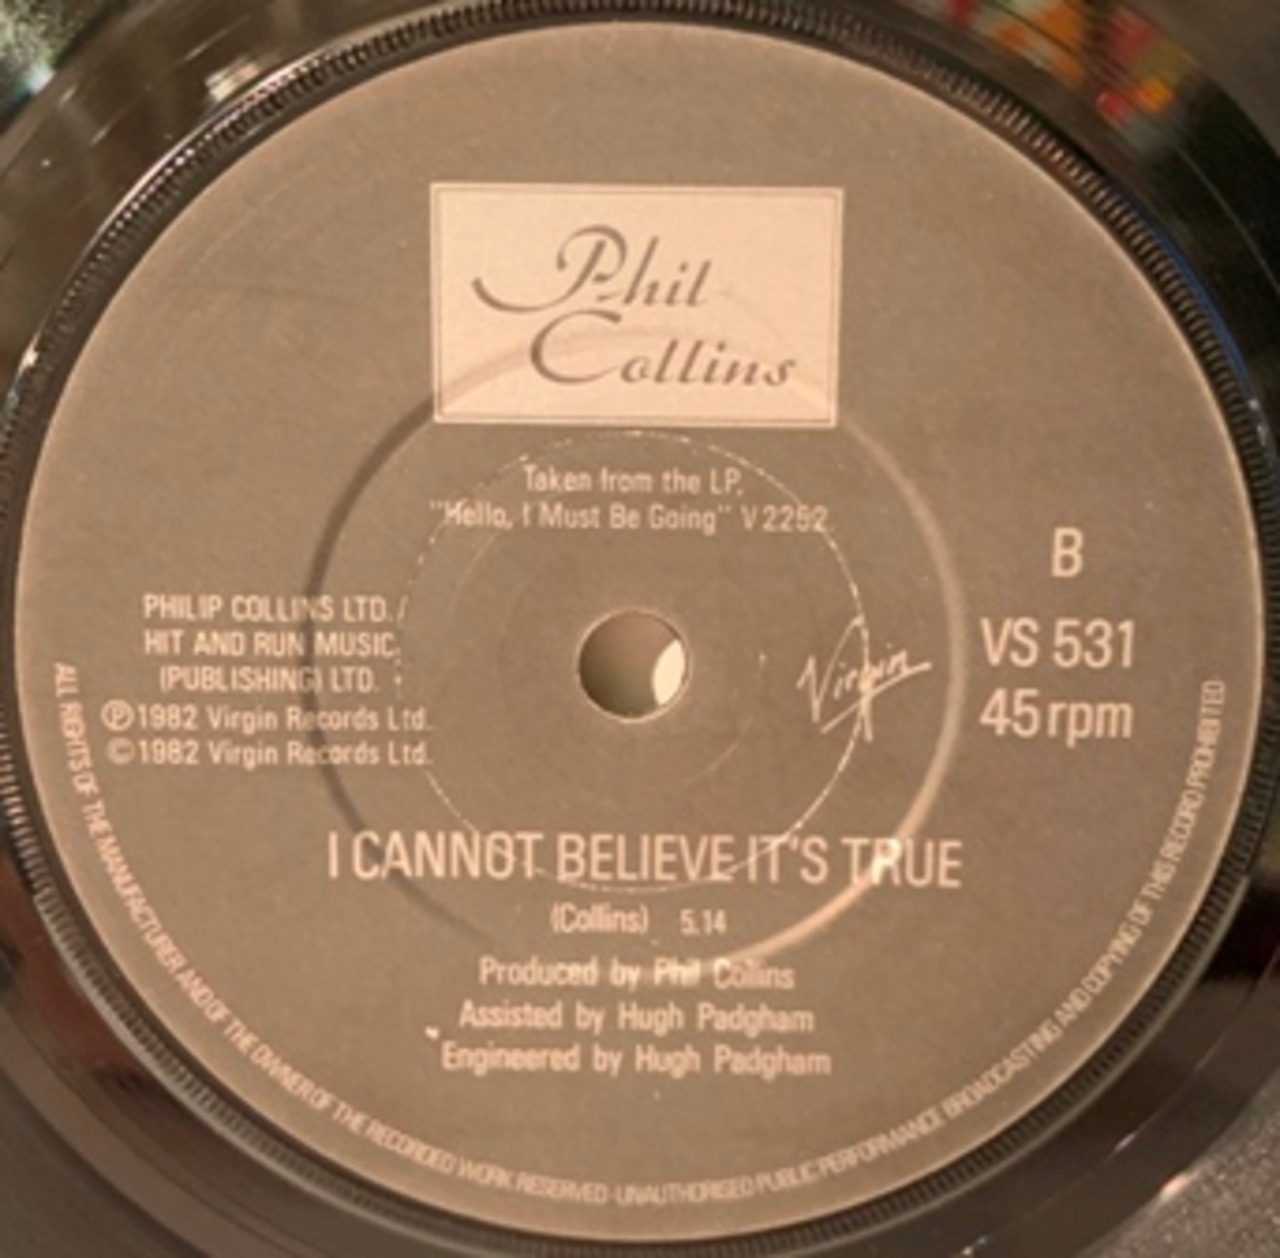 Phil
Collins
Taken from the LP.
"Hello, I Must Be Going" V 2252
B
VS 531
45 rpm
PHILIP COLLINS LTD./
HIT AND RUN MUSIC
(PUBLISHING) LTD.
Ⓟ 1982 Virgin Records Ltd.
© 1982 Virgin Records Ltd.
Virgin
I CANNOT BELIEVE IT'S TRUE
(Collins) 5.14
Produced by Phil Collins
Assisted by Hugh Padgham
Engineered by Hugh Padgham
ALL RIGHTS OF THE MANUFACTURER AND OF THE OWNER OF THE RECORDED WORK RESERVED · UNAUTHORISED PUBLIC PERFORMANCE BROADCASTING AND COPYING OF THIS RECORD PROHIBITED